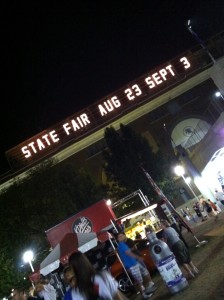 STATE FAIR AUG 23 SEPT 3